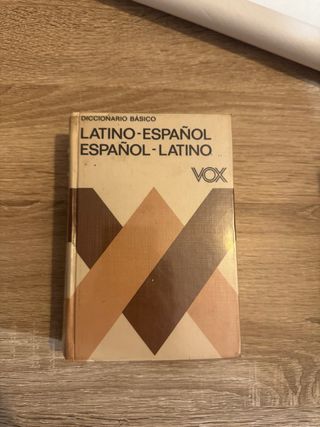 DICCIONARIO BÁSICO
LATINO-ESPAÑOL
ESPAÑOL-LATINO
VOX